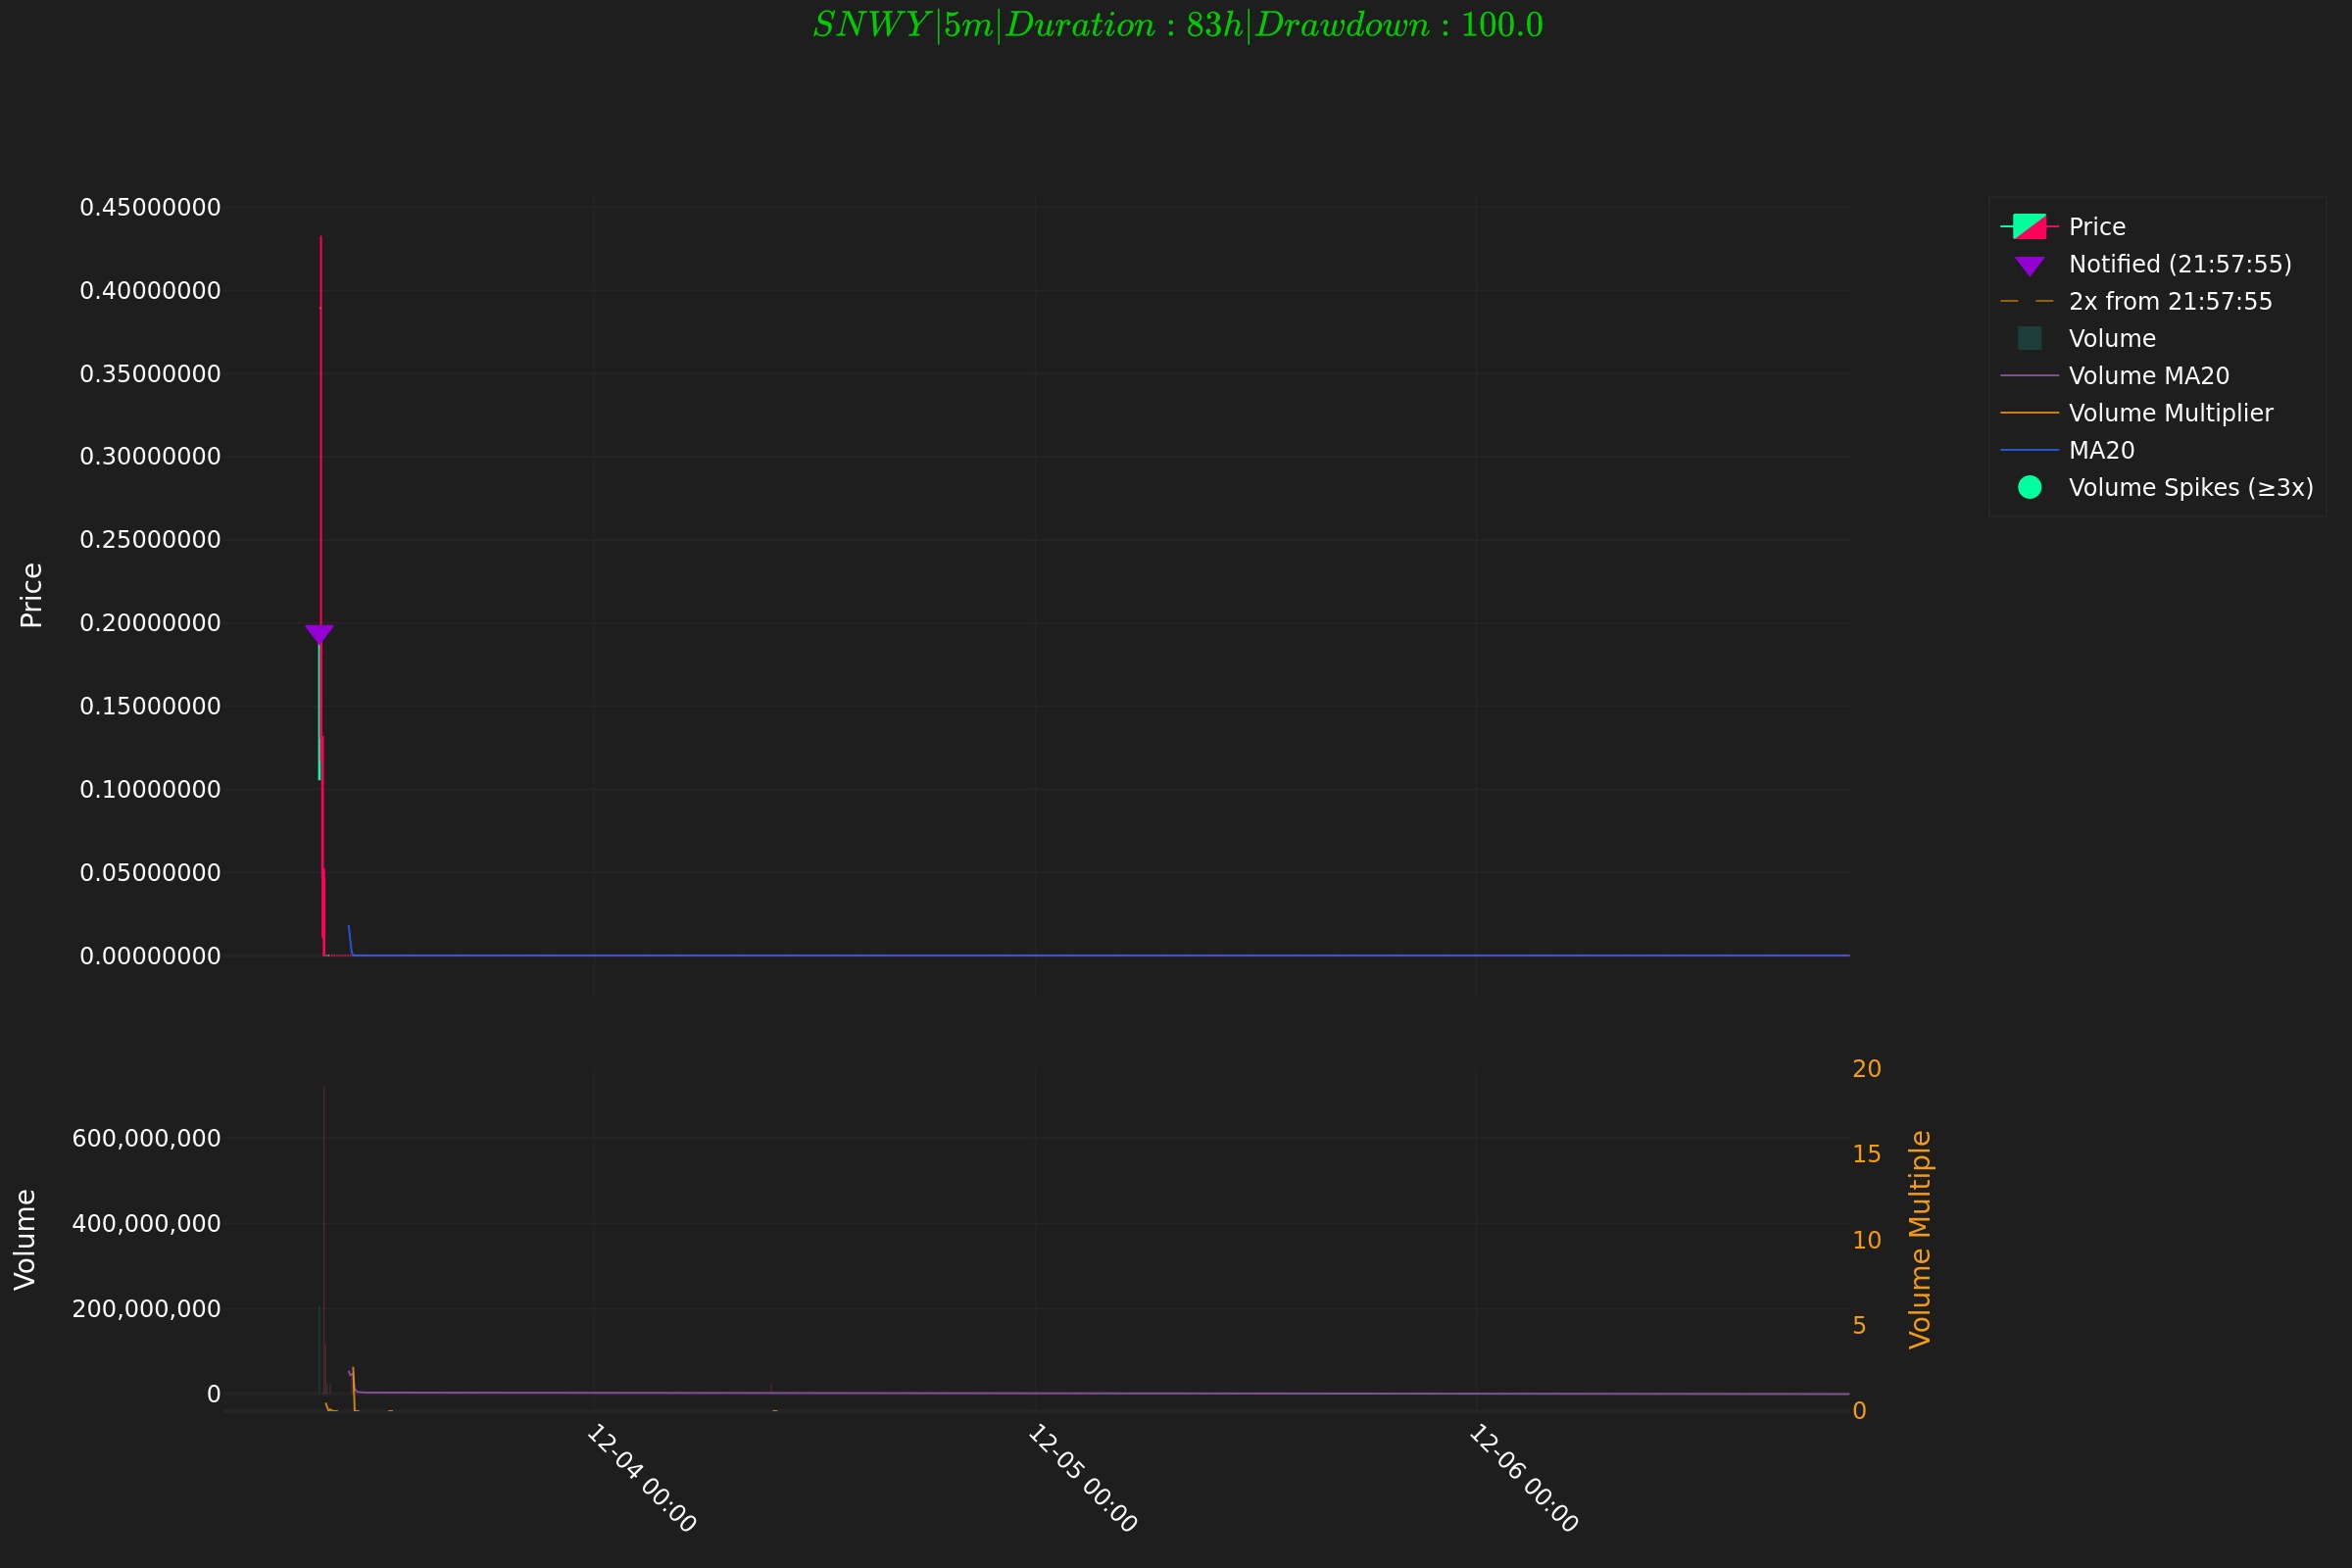 SNWY|5m|Duration : 83h|Drawdown : 100.0
0.45000000
0.40000000
0.35000000
0.30000000
0.25000000
0.20000000
0.15000000
0.10000000
0.05000000
0.00000000
Price
Price
Notified (21:57:55)
2x from 21:57:55
Volume
Volume MA20
Volume Multiplier
MA20
Volume Spikes (≥3x)
600,000,000
400,000,000
200,000,000
0
Volume
20
15
10
5
0
Volume Multiple
12-04 00:00
12-05 00:00
12-06 00:00